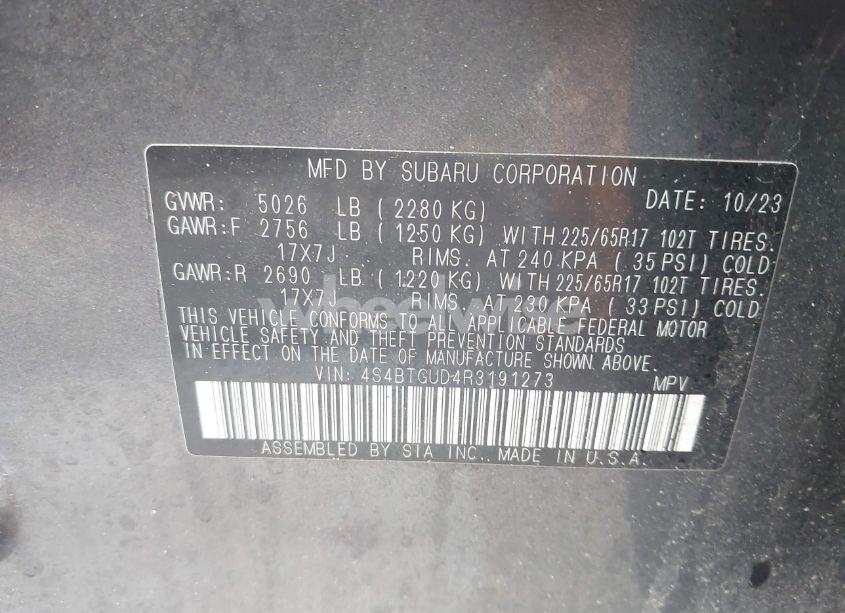 MFD BY SUBARU CORPORATION
GVWR: 5026 LB ( 2280 KG) DATE: 10/23
GAWR:F 2756 LB ( 1250 KG) WITH 225/65R17 102T TIRES.
17X7J RIMS. AT 240 KPA ( 35 PSI) COLD
GAWR:R 2690 LB ( 1220 KG) WITH 225/65R17 102T TIRES.
17X7J RIMS. AT 230 KPA ( 33 PSI) COLD
THIS VEHICLE CONFORMS TO ALL APPLICABLE FEDERAL MOTOR
VEHICLE SAFETY AND THEFT PREVENTION STANDARDS
IN EFFECT ON THE DATE OF MANUFACTURE SHOWN ABOVE.
VIN: 4S4BTGUD4R3191273 MPV
ASSEMBLED BY SIA INC., MADE IN U.S.A.